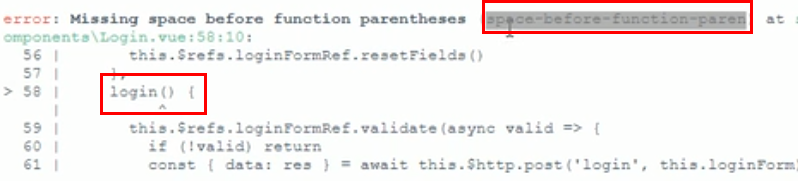 error: Missing space before function parentheses (space-before-function-paren at
omponents\Login.vue:58:10:
56 | this.$refs.loginFormRef.resetFields()
57 | },
> 58 | login() {
| ^
59 | this.$refs.loginFormRef.validate(async valid => {
60 | if (!valid) return
61 | const { data: res } = await this.$http.post('login', this.loginForm)